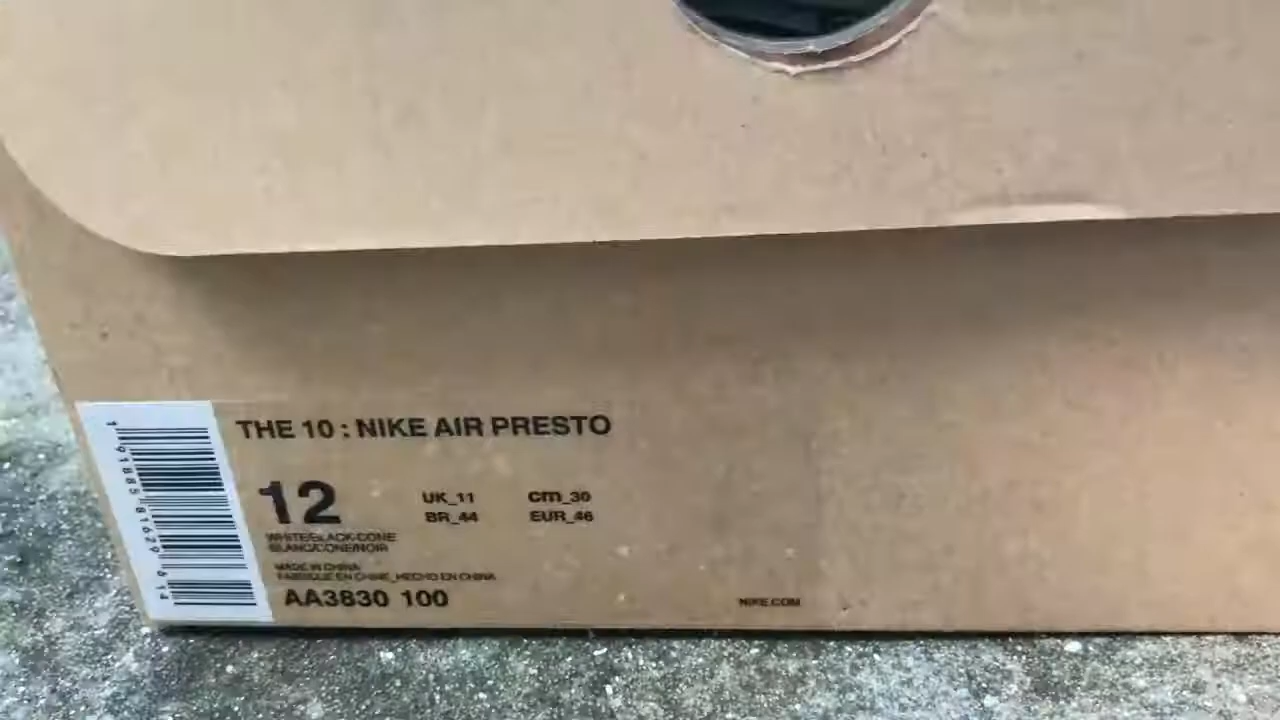 THE 10 : NIKE AIR PRESTO
12
UK_11 cm_30
BR_44 EUR_46
WHITE/BLACK-CONE
BLANC/CONE/NOIR
MADE IN CHINA
FABRIQUE EN CHINE_HECHO EN CHINA
AA3830 100
NIKE.COM